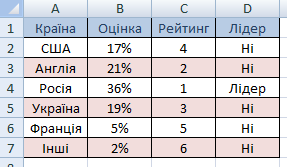 A B C D
1 Країна Оцінка Рейтинг Лідер
2 США 17% 4 Ні
3 Англія 21% 2 Ні
4 Росія 36% 1 Лідер
5 Україна 19% 3 Ні
6 Франція 5% 5 Ні
7 Інші 2% 6 Ні